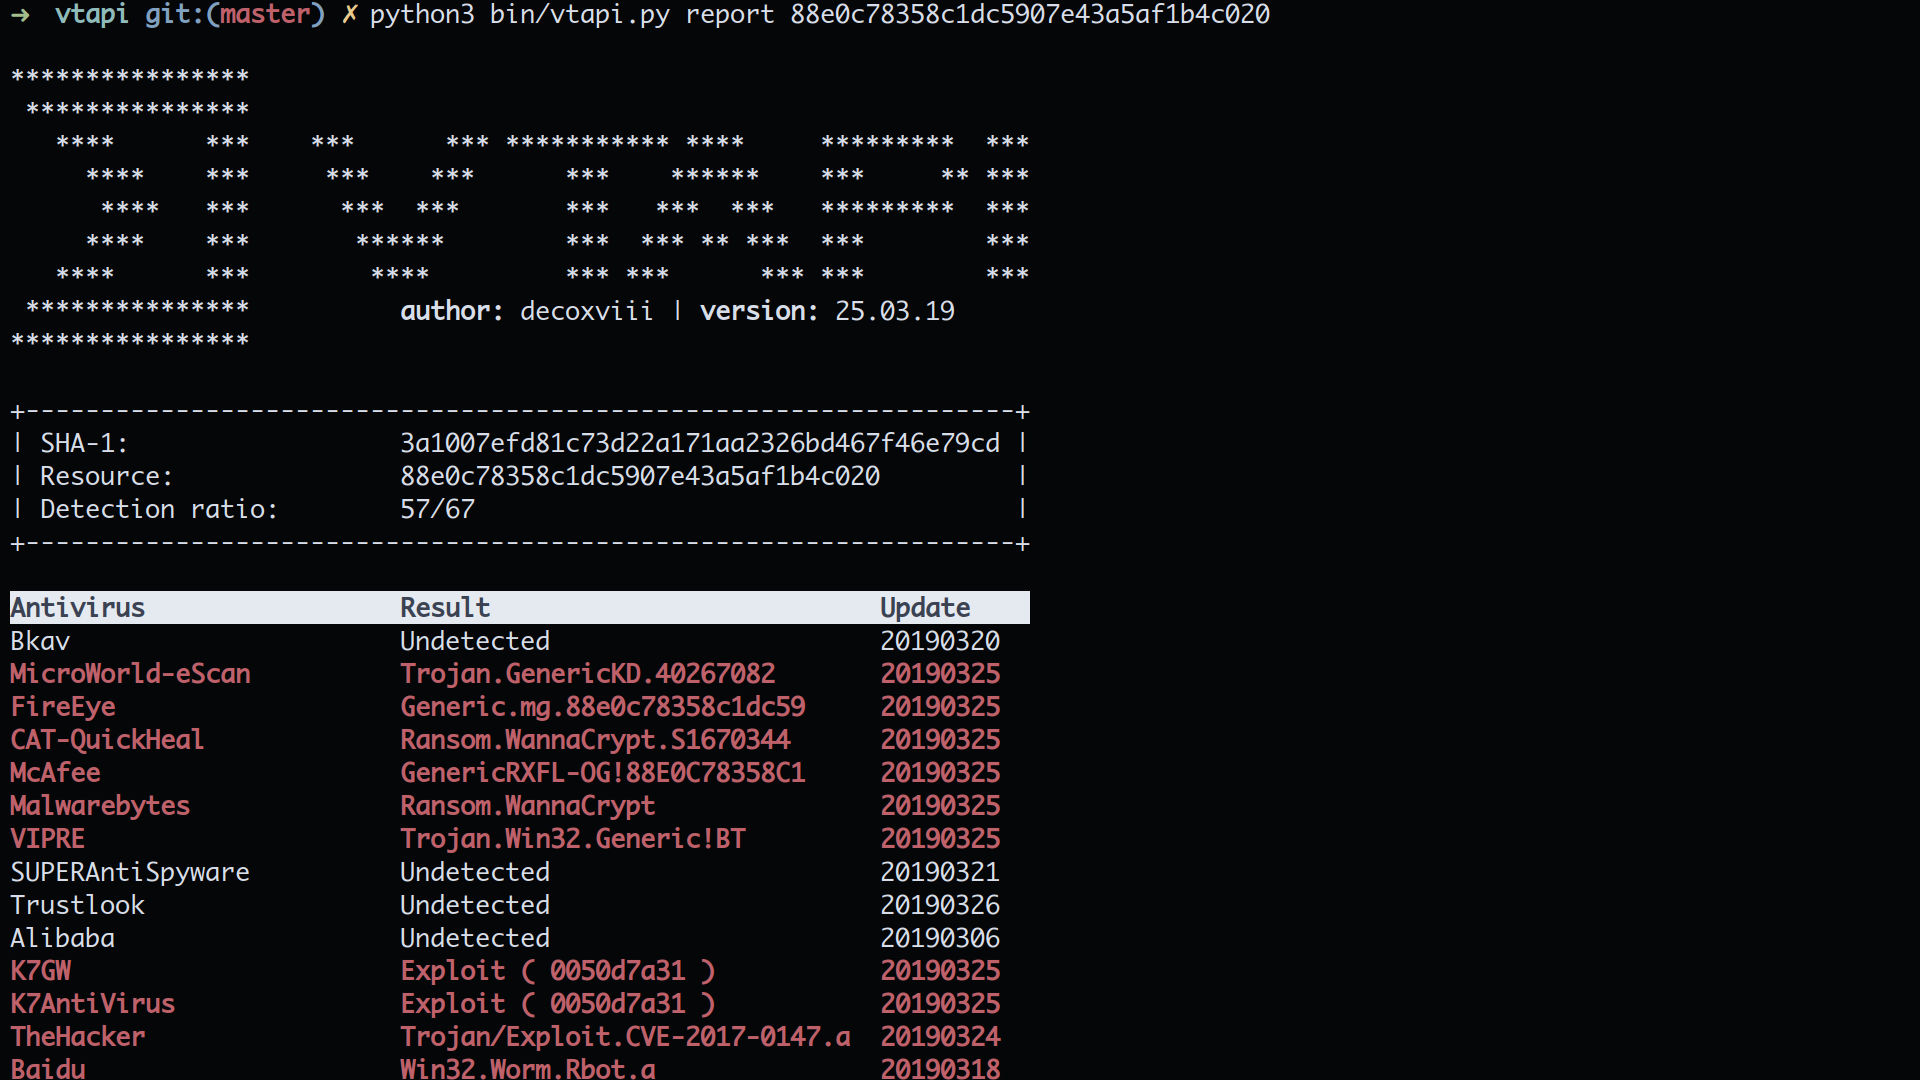 ➜  vtapi git:(master) ✗ python3 bin/vtapi.py report 88e0c78358c1dc5907e43a5af1b4c020
****************
 ***************
   ****      ***    ***      *** *********** ****     *********  ***
     ****    ***     ***    ***      ***    ******    ***     ** ***
      ****   ***      ***  ***       ***   ***  ***   *********  ***
     ****    ***       ******        ***  *** ** ***  ***        ***
   ****      ***        ****         *** ***      *** ***        ***
 ***************          author: decoxviii | version: 25.03.19
****************
+------------------------------------------------------------------+
| SHA-1:                  3a1007efd81c73d22a171aa2326bd467f46e79cd |
| Resource:               88e0c78358c1dc5907e43a5af1b4c020         |
| Detection ratio:        57/67                                    |
+------------------------------------------------------------------+
Antivirus                 Result                          Update
Bkav                      Undetected                      20190320
MicroWorld-eScan          Trojan.GenericKD.40267082       20190325
FireEye                   Generic.mg.88e0c78358c1dc59     20190325
CAT-QuickHeal             Ransom.WannaCrypt.S1670344      20190325
McAfee                    GenericRXFL-OG!88E0C78358C1     20190325
Malwarebytes              Ransom.WannaCrypt               20190325
VIPRE                     Trojan.Win32.Generic!BT         20190325
SUPERAntiSpyware          Undetected                      20190321
Trustlook                 Undetected                      20190326
Alibaba                   Undetected                      20190306
K7GW                      Exploit ( 0050d7a31 )           20190325
K7AntiVirus               Exploit ( 0050d7a31 )           20190325
TheHacker                 Trojan/Exploit.CVE-2017-0147.a  20190324
Baidu                     Win32.Worm.Rbot.a               20190318